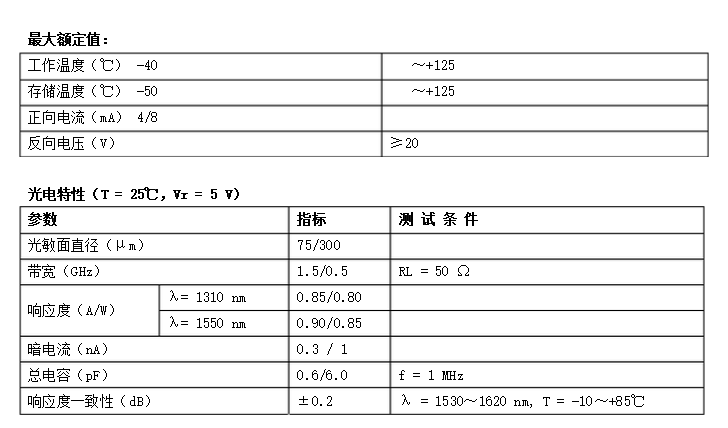 最大额定值：
工作温度（℃） -40 ～+125
存储温度（℃） -50 ～+125
正向电流（mA） 4/8
反向电压（V） ≥20
光电特性（T = 25℃，Vr = 5 V）
参数 指标 测 试 条 件
光敏面直径（μm） 75/300
带宽（GHz） 1.5/0.5 RL = 50 Ω
响应度（A/W） λ= 1310 nm 0.85/0.80
λ= 1550 nm 0.90/0.85
暗电流（nA） 0.3 / 1
总电容（pF） 0.6/6.0 f = 1 MHz
响应度一致性（dB） ±0.2 λ = 1530～1620 nm, T = -10～+85℃